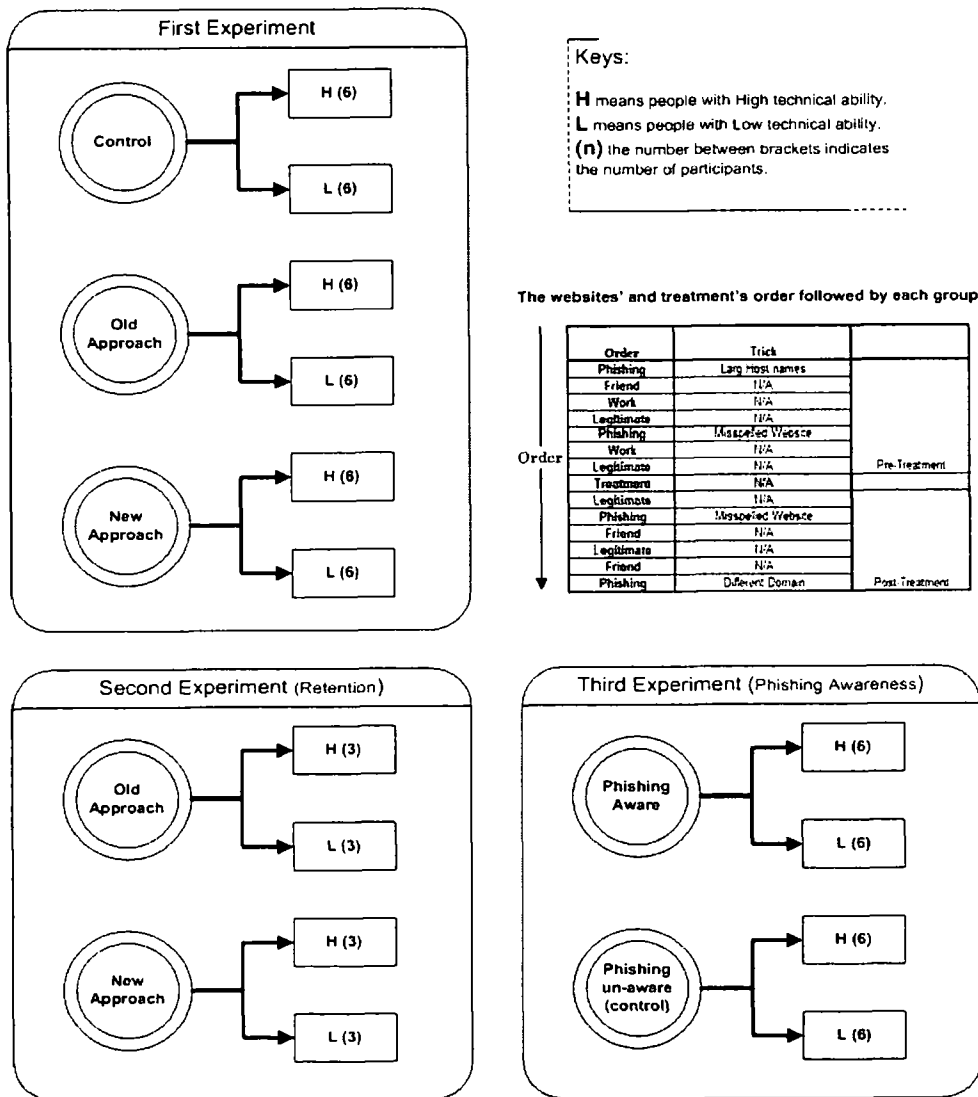 First Experiment
Control
H (6)
L (6)
Old
Approach
H (6)
L (6)
New
Approach
H (6)
L (6)
Keys:
H means people with High technical ability.
L means people with Low technical ability.
(n) the number between brackets indicates
the number of participants.
The websites' and treatment's order followed by each group
Order
Order Trick
Phishing Larg Host names
Friend N/A
Work N/A
Legitimate N/A
Phishing Misspelled Website
Work N/A
Legitimate N/A Pre-Treatment
Treatment N/A
Legitimate N/A
Phishing Misspelled Website
Friend N/A
Legitimate N/A
Friend N/A
Phishing Different Domain Post-Treatment
Second Experiment (Retention)
Old
Approach
H (3)
L (3)
New
Approach
H (3)
L (3)
Third Experiment (Phishing Awareness)
Phishing
Aware
H (6)
L (6)
Phishing
un-aware
(control)
H (6)
L (6)